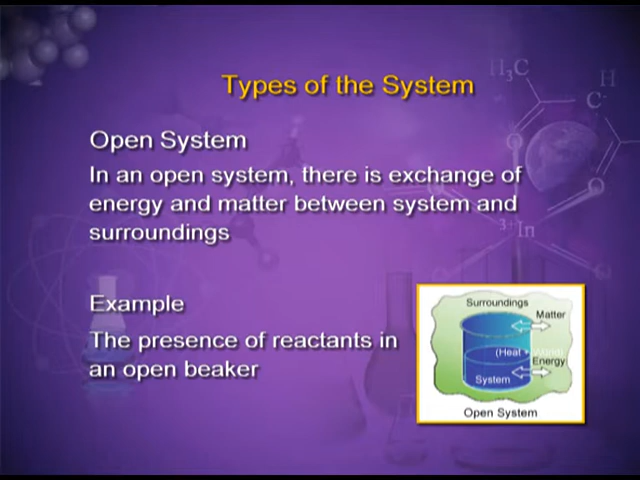 Types of the System
H₃C
H
C
O
Open System
In an open system, there is exchange of
energy and matter between system and
O
surroundings
³⁺In
Example
The presence of reactants in
an open beaker
Surroundings
Matter
(Heat +
Energy
System
Open System